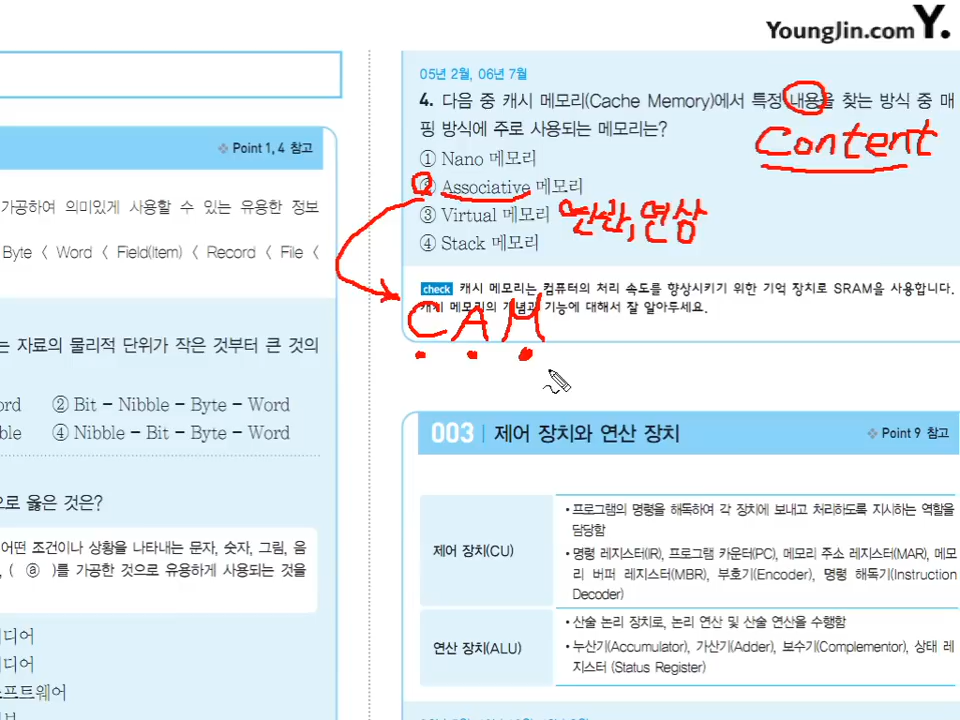 YoungJin.com Y.
❖ Point 1, 4 참고
가공하여 의미있게 사용할 수 있는 유용한 정보
Byte < Word < Field(Item) < Record < File <
는 자료의 물리적 단위가 작은 것부터 큰 것의
ord ② Bit − Nibble − Byte − Word
ble ④ Nibble − Bit − Byte − Word
으로 옳은 것은?
어떤 조건이나 상황을 나타내는 문자, 숫자, 그림, 음
, ( ⓐ )를 가공한 것으로 유용하게 사용되는 것을
디어
디어
소프트웨어
05년 2월, 06년 7월
4. 다음 중 캐시 메모리(Cache Memory)에서 특정 내용을 찾는 방식 중 매
핑 방식에 주로 사용되는 메모리는?
Content
① Nano 메모리
② Associative 메모리
③ Virtual 메모리 연관, 연상
④ Stack 메모리
check 캐시 메모리는 컴퓨터의 처리 속도를 향상시키기 위한 기억 장치로 SRAM을 사용합니다.
캐시 메모리의 개념과 기능에 대해서 잘 알아두세요.
CAM
003 제어 장치와 연산 장치 ❖ Point 9 참고
제어 장치(CU)
•프로그램의 명령을 해독하여 각 장치에 보내고 처리하도록 지시하는 역할을
담당함
•명령 레지스터(IR), 프로그램 카운터(PC), 메모리 주소 레지스터(MAR), 메모
리 버퍼 레지스터(MBR), 부호기(Encoder), 명령 해독기(Instruction
Decoder)
연산 장치(ALU)
•산술 논리 장치로, 논리 연산 및 산술 연산을 수행함
•누산기(Accumulator), 가산기(Adder), 보수기(Complementor), 상태 레
지스터 (Status Register)